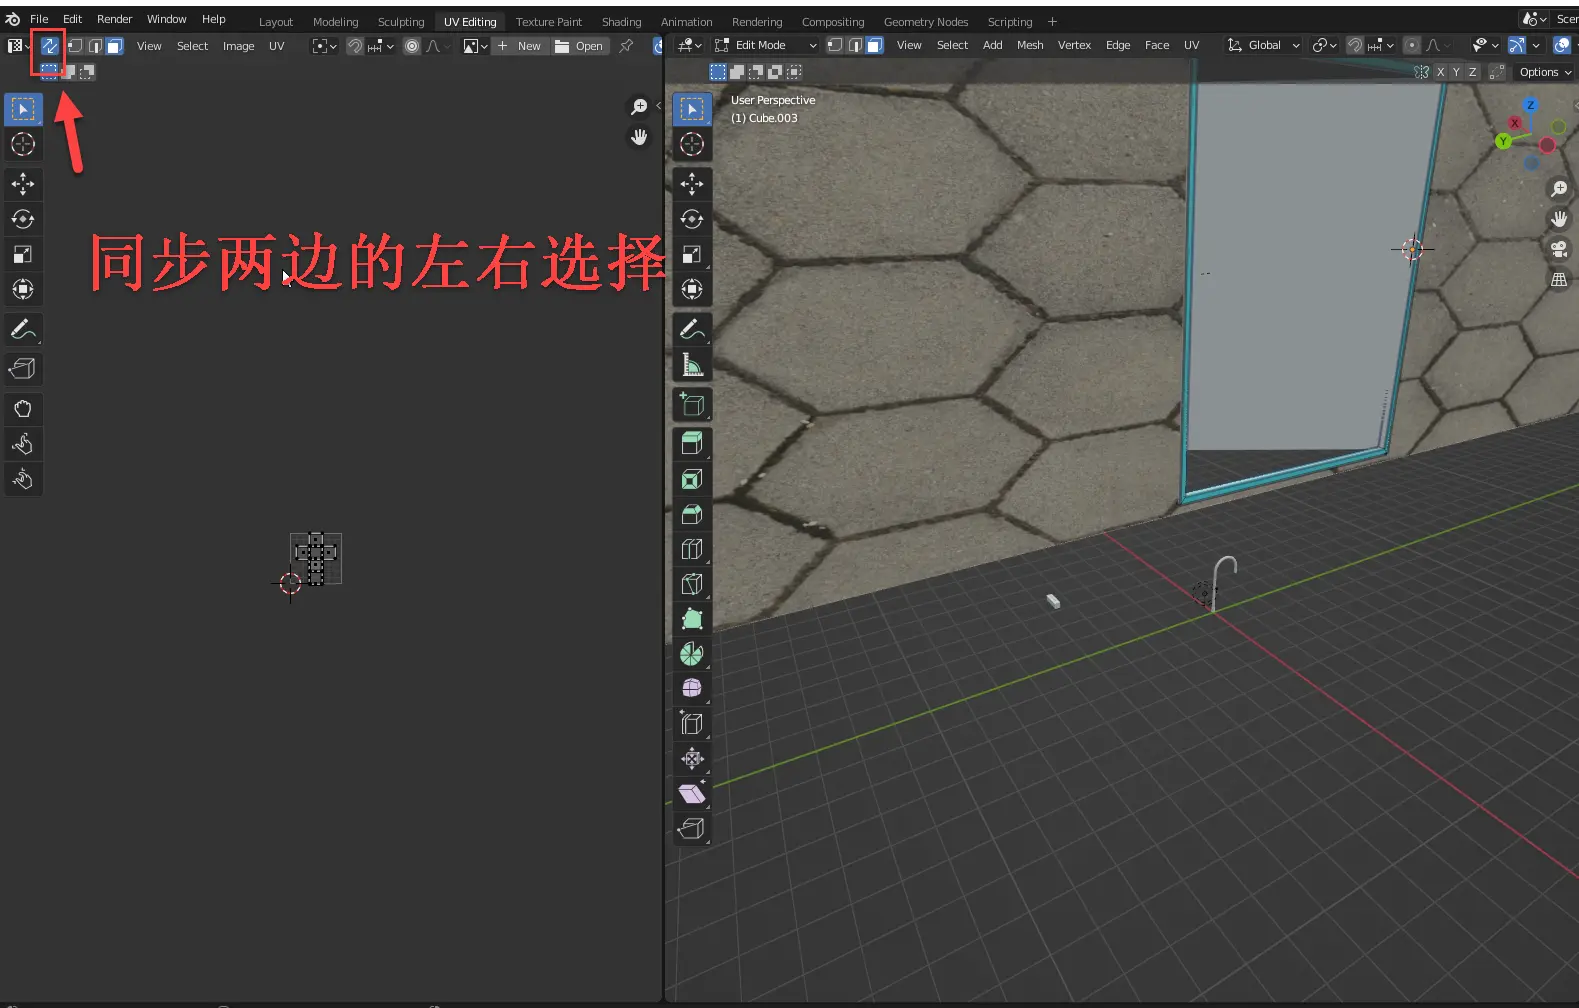 File Edit Render Window Help Layout Modeling Sculpting UV Editing Texture Paint Shading Animation Rendering Compositing Geometry Nodes Scripting + Scen
View Select Image UV + New Open Edit Mode View Select Add Mesh Vertex Edge Face UV Global
X Y Z Options
User Perspective
(1) Cube.003
Z
X
Y
同步两边的左右选择